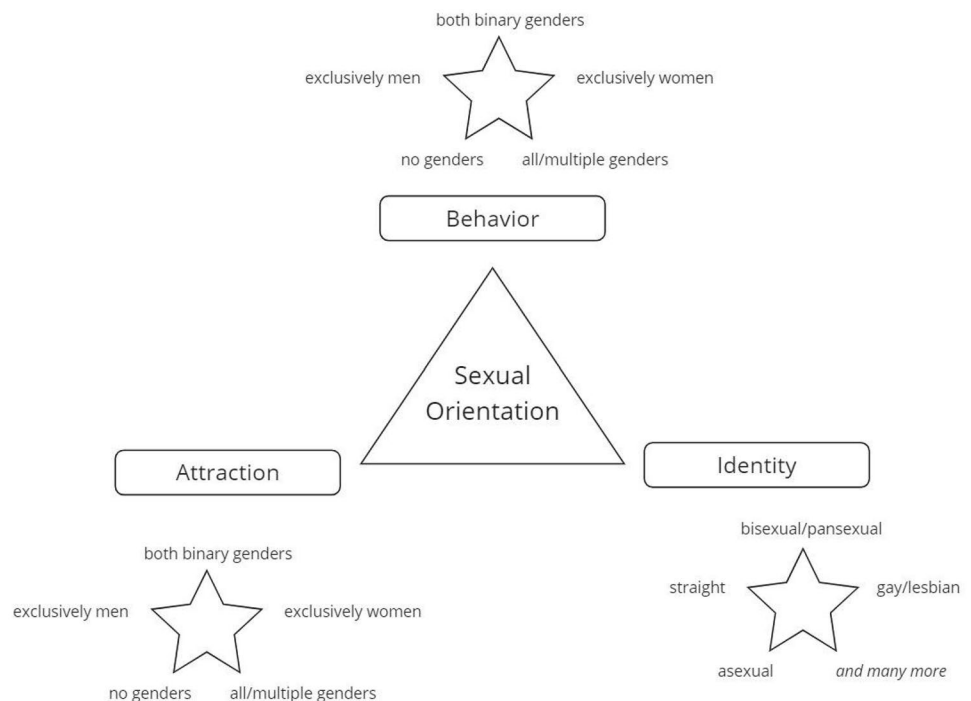 both binary genders
exclusively men
exclusively women
no genders
all/multiple genders
Behavior
Sexual
Orientation
Attraction
Identity
both binary genders
exclusively men
exclusively women
no genders
all/multiple genders
bisexual/pansexual
straight
gay/lesbian
asexual
and many more